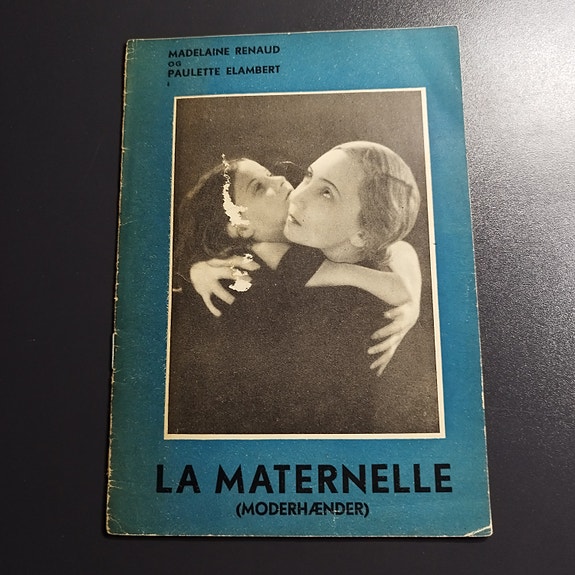 MADELAINE RENAUD
OG
PAULETTE ELAMBERT
i
LA MATERNELLE
(MODERHÆNDER)